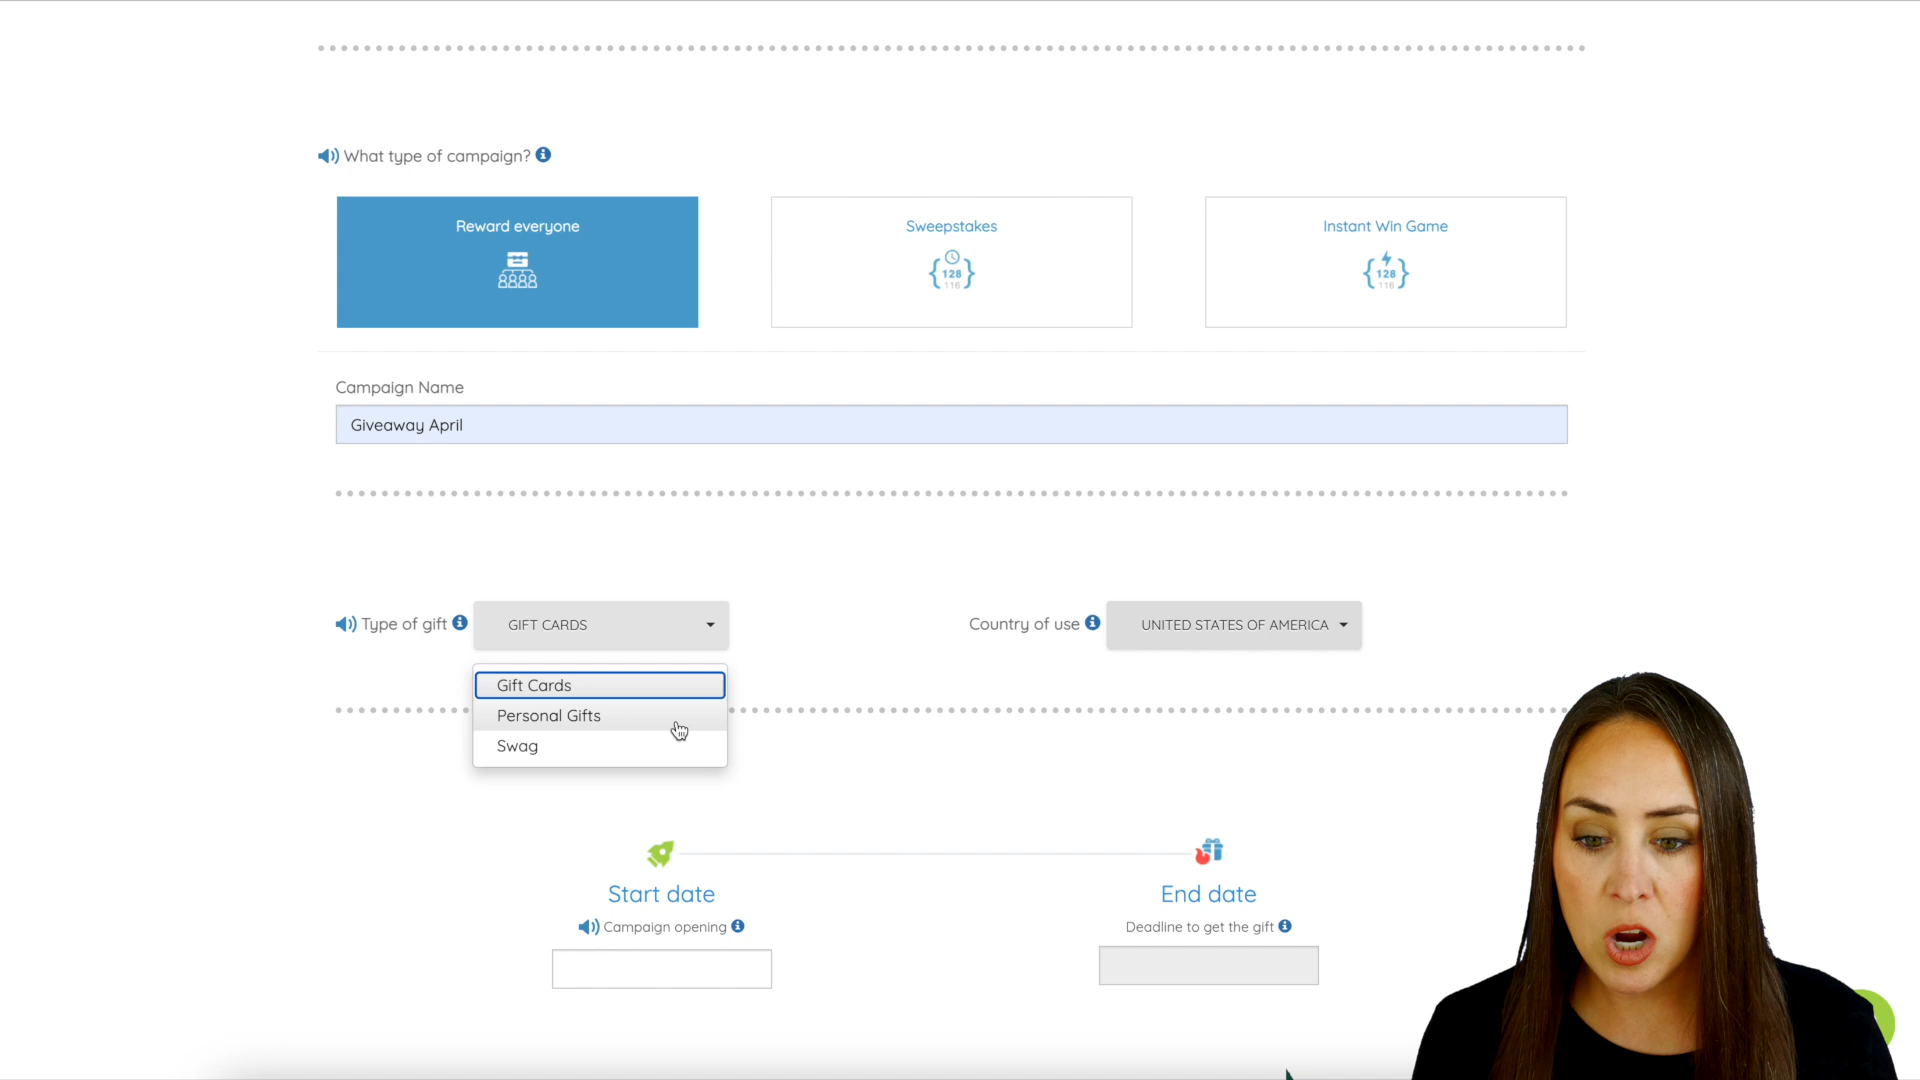 What type of campaign?
Reward everyone
Sweepstakes
Instant Win Game
128
116
128
116
Campaign Name
Giveaway April
Type of gift
GIFT CARDS
Country of use
UNITED STATES OF AMERICA
Gift Cards
Personal Gifts
Swag
Start date
End date
Campaign opening
Deadline to get the gift